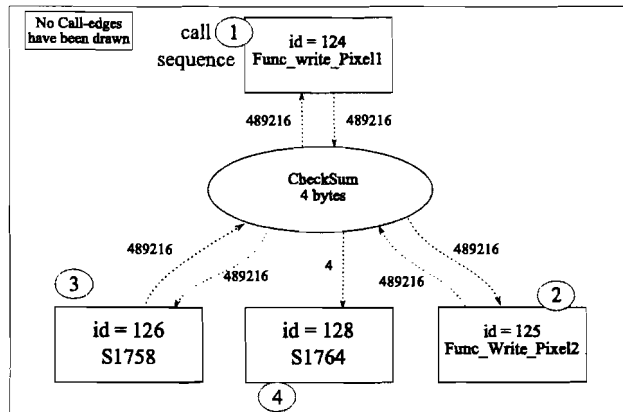 No Call-edges
have been drawn
call
sequence
1
id = 124
Func_write_Pixel1
489216
489216
CheckSum
4 bytes
489216
489216
4
489216
489216
3
2
id = 126
S1758
id = 128
S1764
id = 125
Func_Write_Pixel2
4